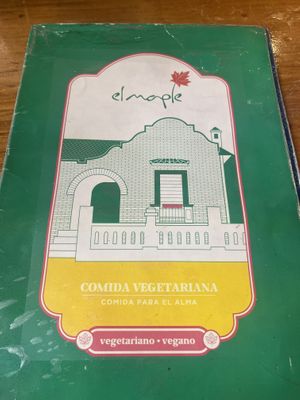 el maple
COMIDA VEGETARIANA
COMIDA PARA EL ALMA
vegetariano • vegano